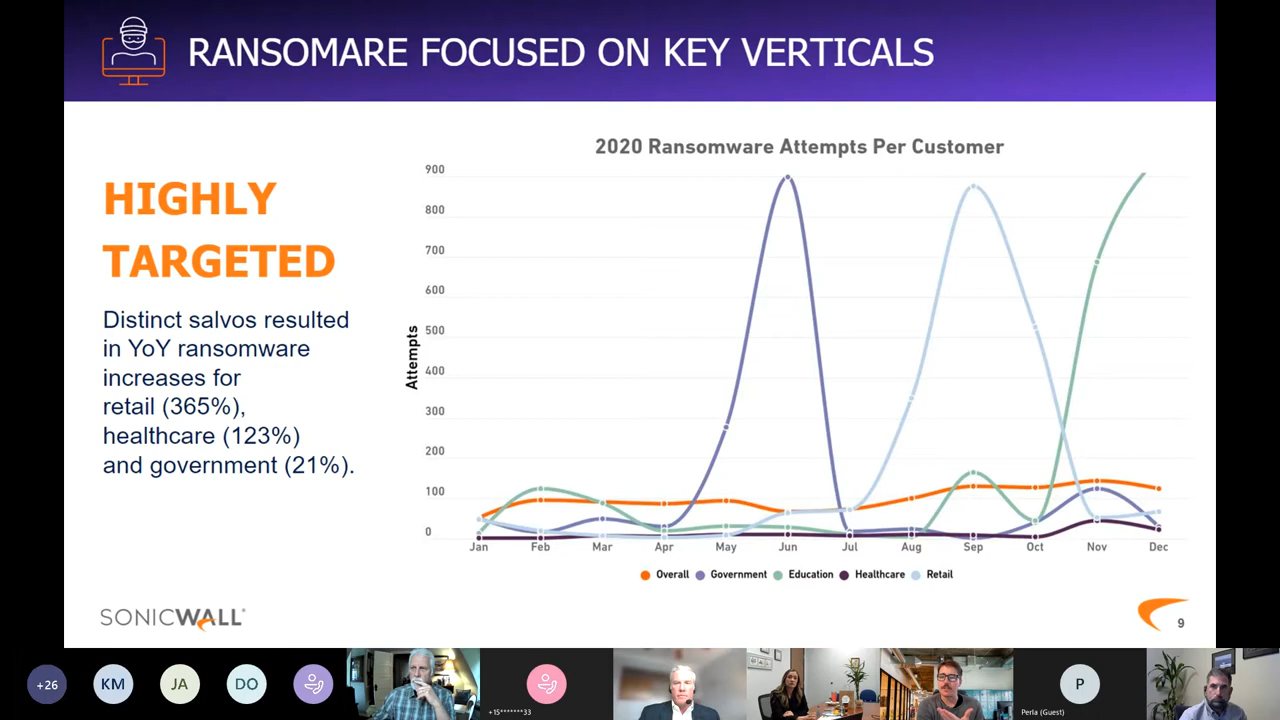 RANSOMARE FOCUSED ON KEY VERTICALS
HIGHLY
TARGETED
Distinct salvos resulted
in YoY ransomware
increases for
retail (365%),
healthcare (123%)
and government (21%).
2020 Ransomware Attempts Per Customer
Attempts
900
800
700
600
500
400
300
200
100
0
Jan Feb Mar Apr May Jun Jul Aug Sep Oct Nov Dec
Overall Government Education Healthcare Retail
SONICWALL
9
+26 KM JA DO P
+15*******33
Perla (Guest)